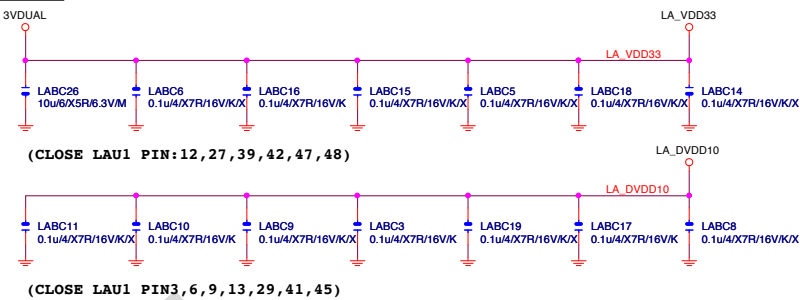 3VDUAL
LA_VDD33
LA_VDD33
LABC26
10u/6/X5R/6.3V/M
LABC6
0.1u/4/X7R/16V/K/X
LABC16
0.1u/4/X7R/16V/K
LABC15
0.1u/4/X7R/16V/K/X
LABC5
0.1u/4/X7R/16V/K/X
LABC18
0.1u/4/X7R/16V/K/X
LABC14
0.1u/4/X7R/16V/K/X
(CLOSE LAU1 PIN:12,27,39,42,47,48)
LA_DVDD10
LA_DVDD10
LABC11
0.1u/4/X7R/16V/K/X
LABC10
0.1u/4/X7R/16V/K
LABC9
0.1u/4/X7R/16V/K/X
LABC3
0.1u/4/X7R/16V/K
LABC19
0.1u/4/X7R/16V/K/X
LABC17
0.1u/4/X7R/16V/K
LABC8
0.1u/4/X7R/16V/K/X
(CLOSE LAU1 PIN3,6,9,13,29,41,45)